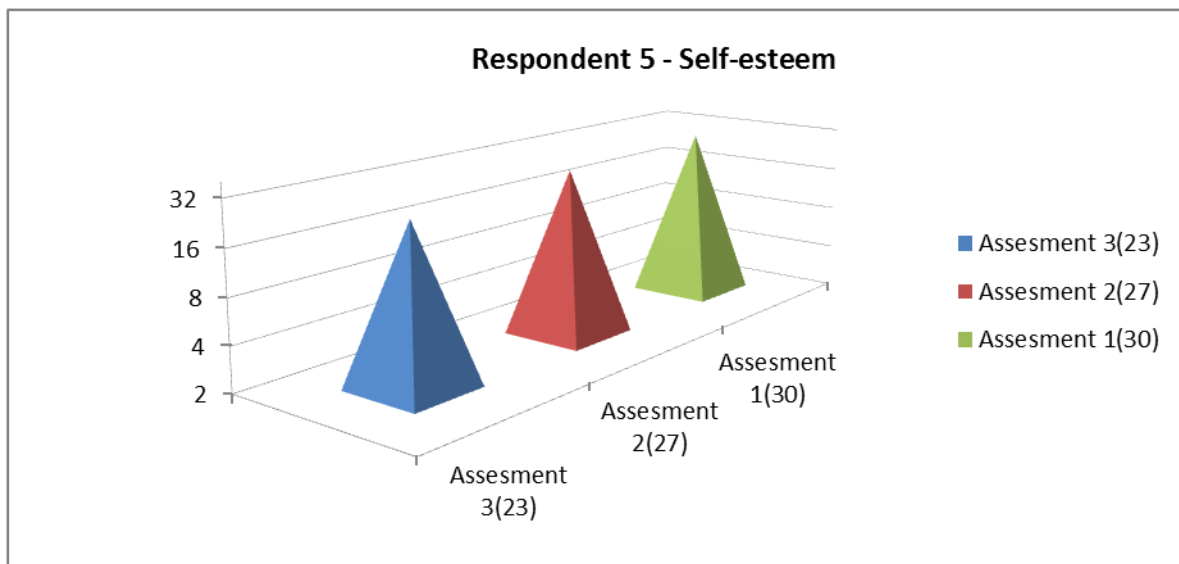 Respondent 5 - Self-esteem
32
16
8
4
2
Assesment
3(23)
Assesment
2(27)
Assesment
1(30)
Assesment 3(23)
Assesment 2(27)
Assesment 1(30)